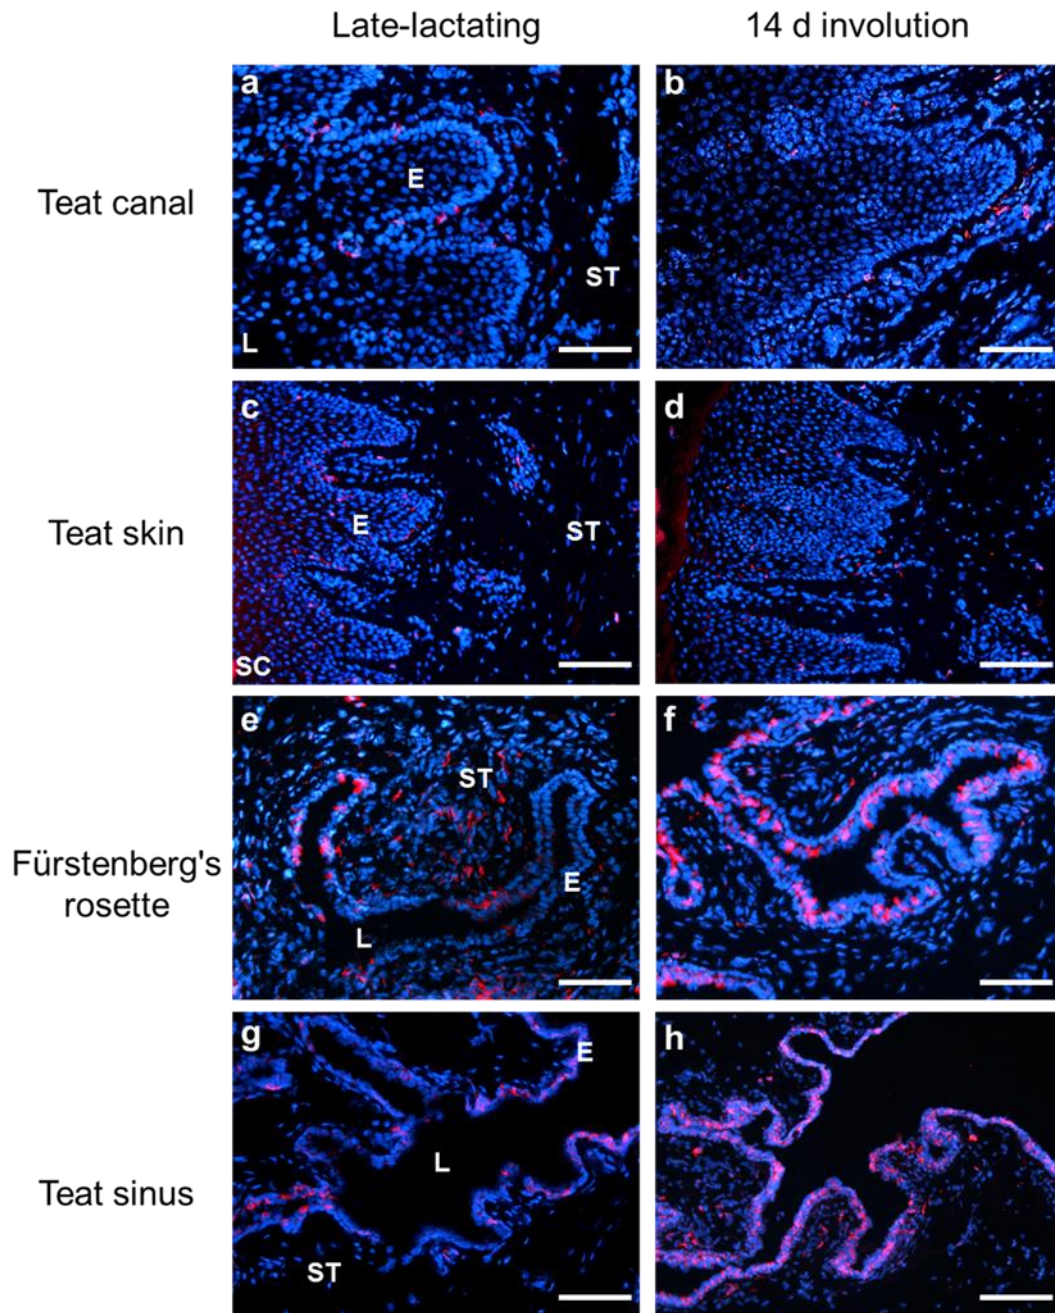 Late-lactating 14 d involution
Teat canal
a
E
ST
L
b
Teat skin
c
E
ST
SC
d
Fürstenberg's
rosette
e
ST
E
L
f
Teat sinus
g
E
L
ST
h